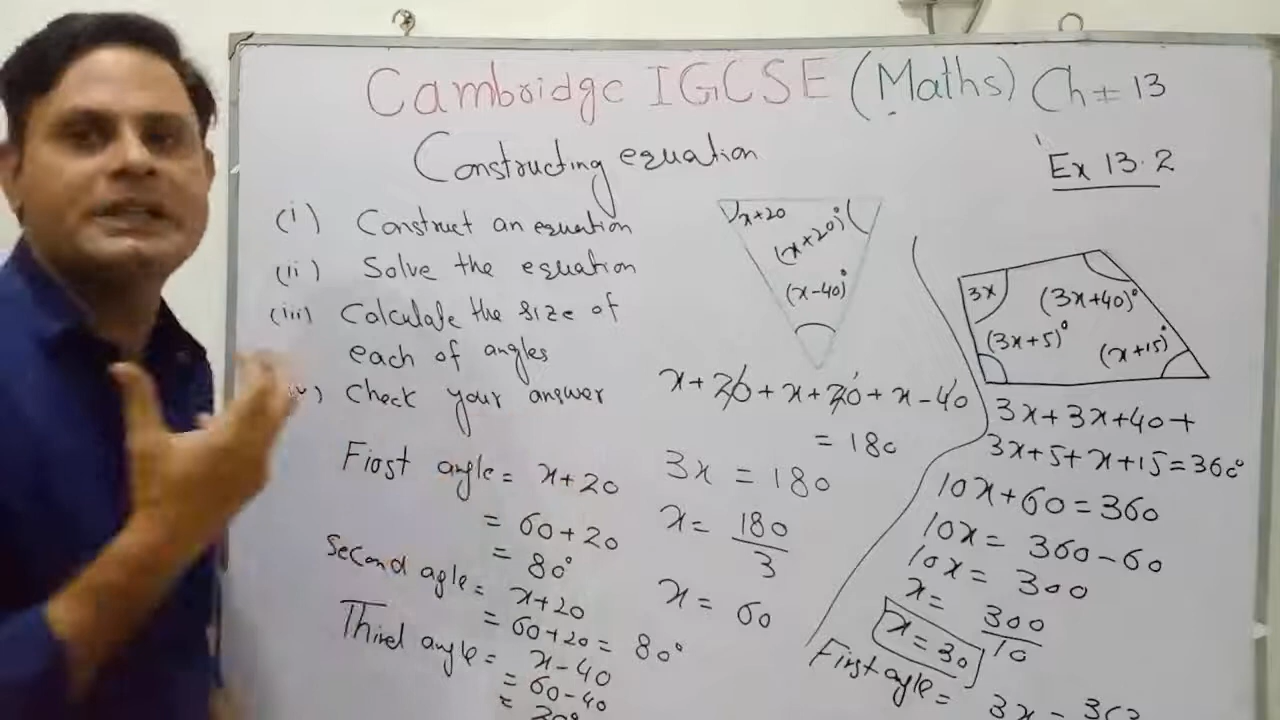 Cambridge IGCSE (Maths) Ch # 13
Constructing equation
Ex 13.2
(i) Construct an equation
(ii) Solve the equation
(iii) Calculate the size of
each of angles
v) Check your answer
First angle = x+20
= 60+20
= 80°
Second agle = x+20
= 60+20 = 80°
Third angle = x-40
= 60-40
= 20°
x+20
(x+20)°
(x-40)°
x+20+x+20+x-40
= 180
3x = 180
x = 180
3
x = 60
3x
(3x+40)°
(3x+5)°
(x+15)°
3x+3x+40+
3x+5+x+15=360°
10x+60=360
10x = 360-60
10x = 300
x = 300
10
x = 30
First angle = 3x =